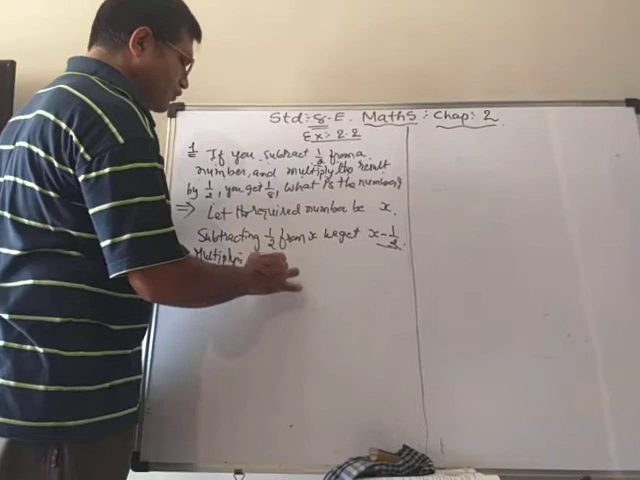 Std:- 8-E. Maths : Chap: 2
Ex:- 2.2
1 If you subtract 1/2 from a
number, and multiply the result
by 1/2, you get 1/8, What is the number?
⇒ Let the required number be x.
Subtracting 1/2 from x we get x - 1/2.